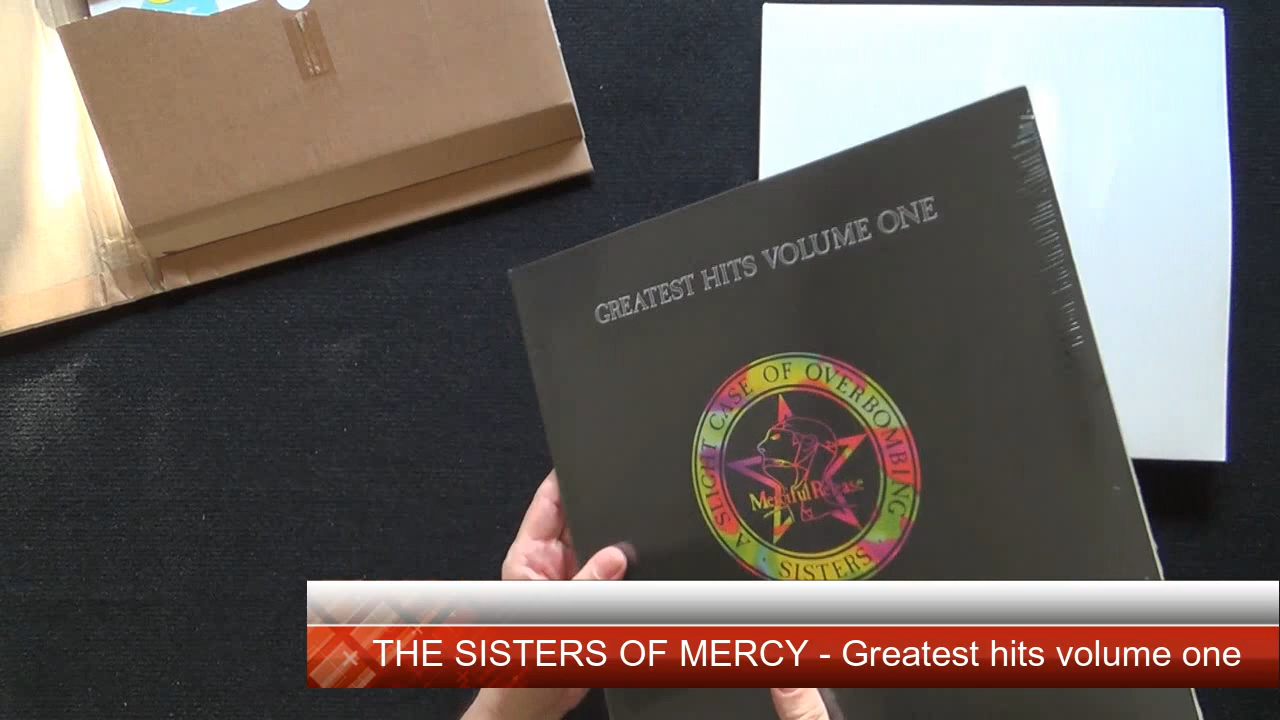 GREATEST HITS VOLUME ONE
A SLIGHT CASE OF OVERBOMBING
Merciful Release
&
· SISTERS ·
THE SISTERS OF MERCY - Greatest hits volume one